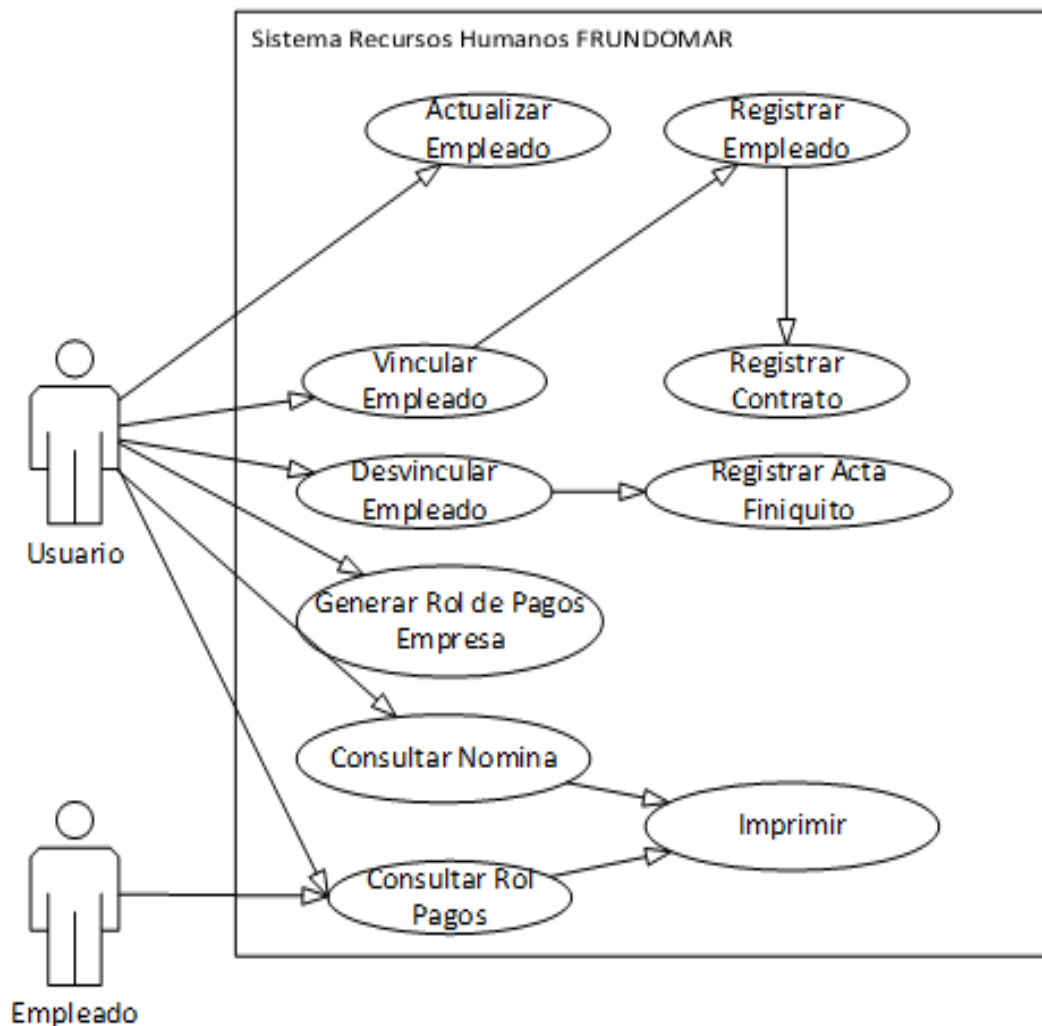 Sistema Recursos Humanos FRUNDOMAR
Actualizar
Empleado
Registrar
Empleado
Vincular
Empleado
Registrar
Contrato
Desvincular
Empleado
Registrar Acta
Finiquito
Usuario
Generar Rol de Pagos
Empresa
Consultar Nomina
Imprimir
Consultar Rol
Pagos
Empleado